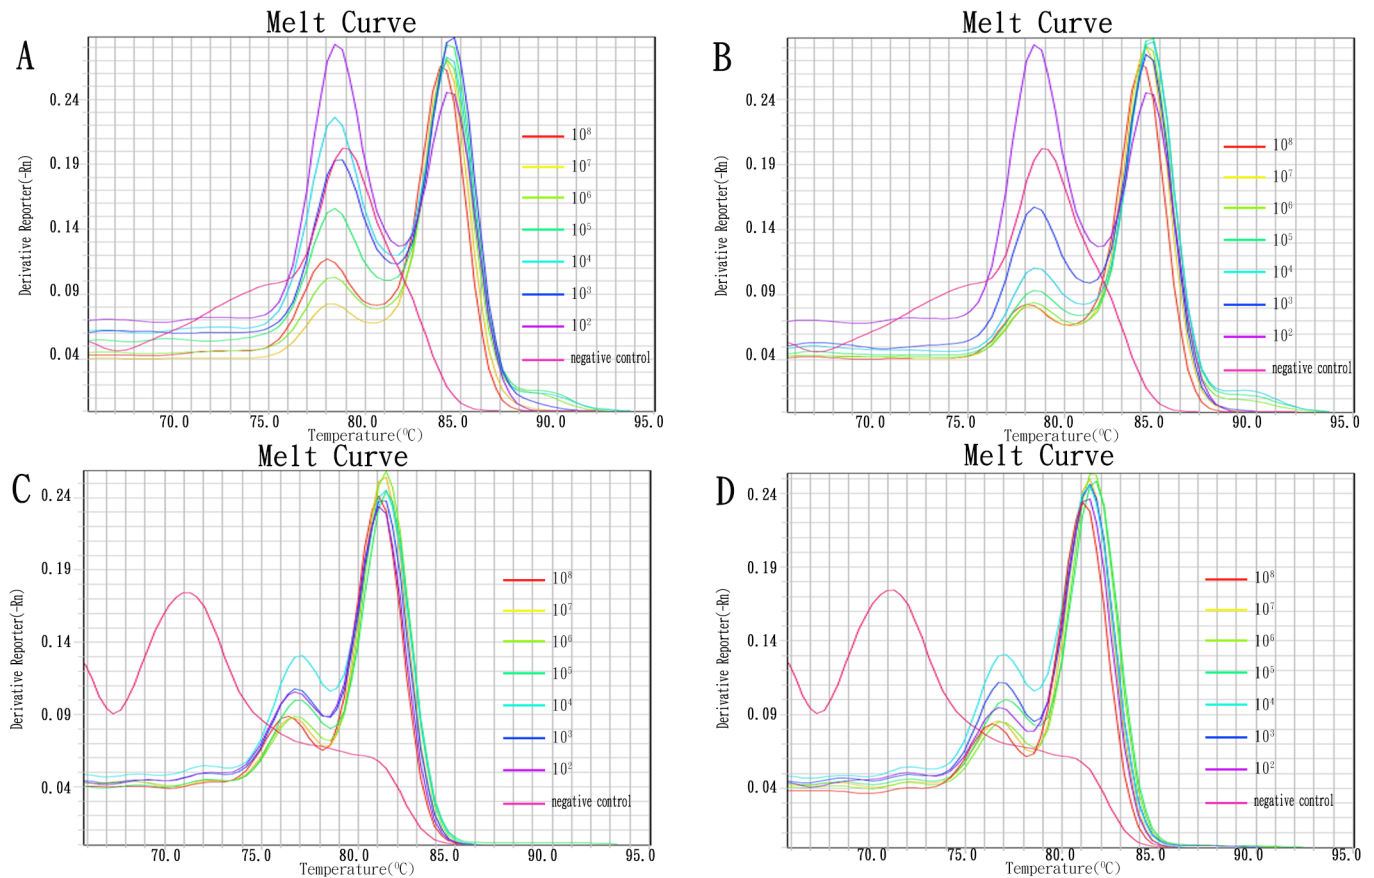 A
Melt Curve
Derivative Reporter(-Rn)
0.24
0.19
0.14
0.09
0.04
10⁸
10⁷
10⁶
10⁵
10⁴
10³
10²
negative control
70.0 75.0 80.0 85.0 90.0 95.0
Temperature(⁰C)
B
Melt Curve
Derivative Reporter(-Rn)
0.24
0.19
0.14
0.09
0.04
10⁸
10⁷
10⁶
10⁵
10⁴
10³
10²
negative control
70.0 75.0 80.0 85.0 90.0 95.0
Temperature(⁰C)
C
Melt Curve
Derivative Reporter(-Rn)
0.24
0.19
0.14
0.09
0.04
10⁸
10⁷
10⁶
10⁵
10⁴
10³
10²
negative control
70.0 75.0 80.0 85.0 90.0 95.0
Temperature(⁰C)
D
Melt Curve
Derivative Reporter(-Rn)
0.24
0.19
0.14
0.09
0.04
10⁸
10⁷
10⁶
10⁵
10⁴
10³
10²
negative control
70.0 75.0 80.0 85.0 90.0 95.0
Temperature(⁰C)